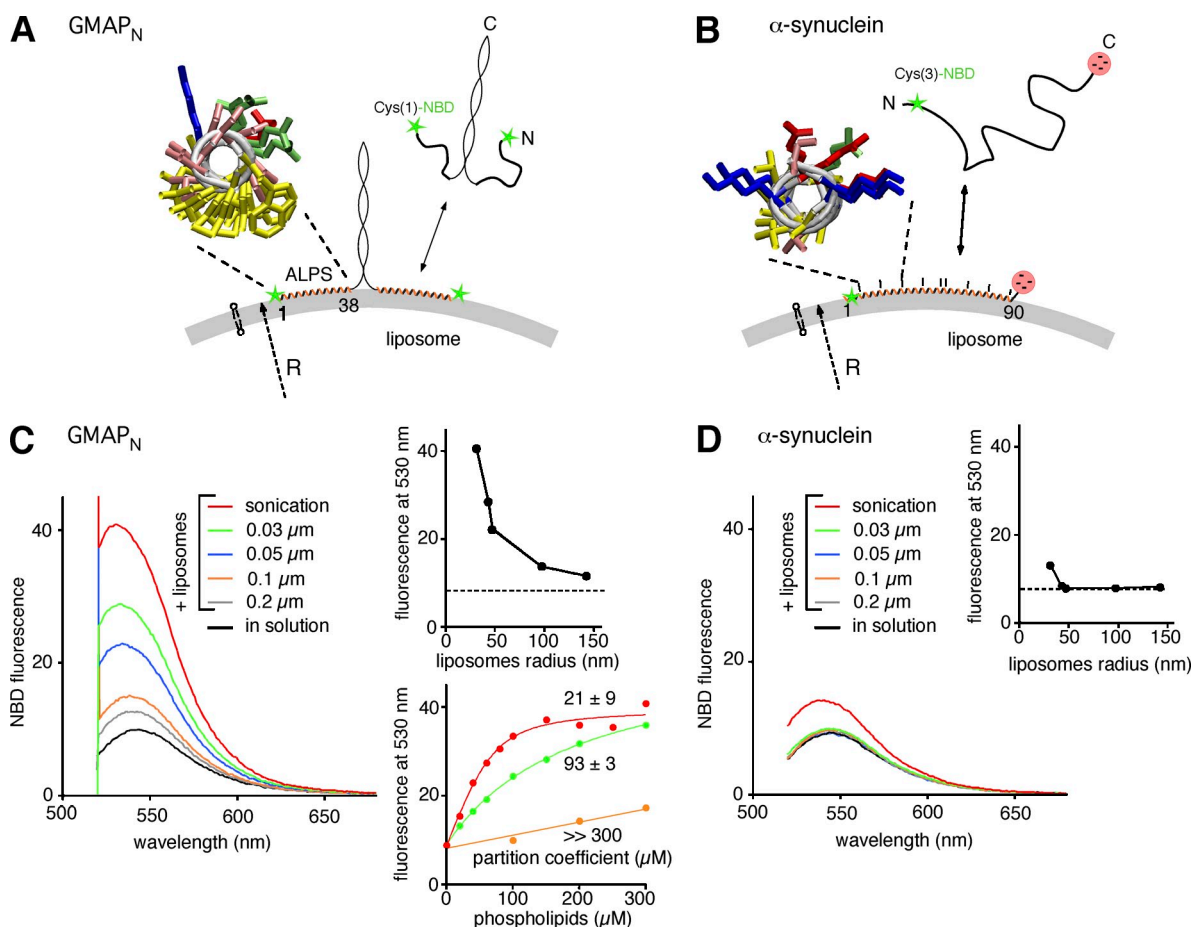 A
GMAP_N
C
Cys(1)-NBD
N
ALPS
1
38
liposome
R
B
α-synuclein
C
Cys(3)-NBD
N
1
90
liposome
R
C
GMAP_N
NBD fluorescence
40
20
0
500
550
600
650
wavelength (nm)
+ liposomes
sonication
0.03 µm
0.05 µm
0.1 µm
0.2 µm
in solution
fluorescence at 530 nm
40
20
0
0
50
100
150
liposomes radius (nm)
fluorescence at 530 nm
40
20
0
21 ± 9
93 ± 3
>> 300
partition coefficient (µM)
0
100
200
300
phospholipids (µM)
D
α-synuclein
NBD fluorescence
40
20
0
500
550
600
650
wavelength (nm)
+ liposomes
sonication
0.03 µm
0.05 µm
0.1 µm
0.2 µm
in solution
fluorescence at 530 nm
40
20
0
0
50
100
150
liposomes radius (nm)